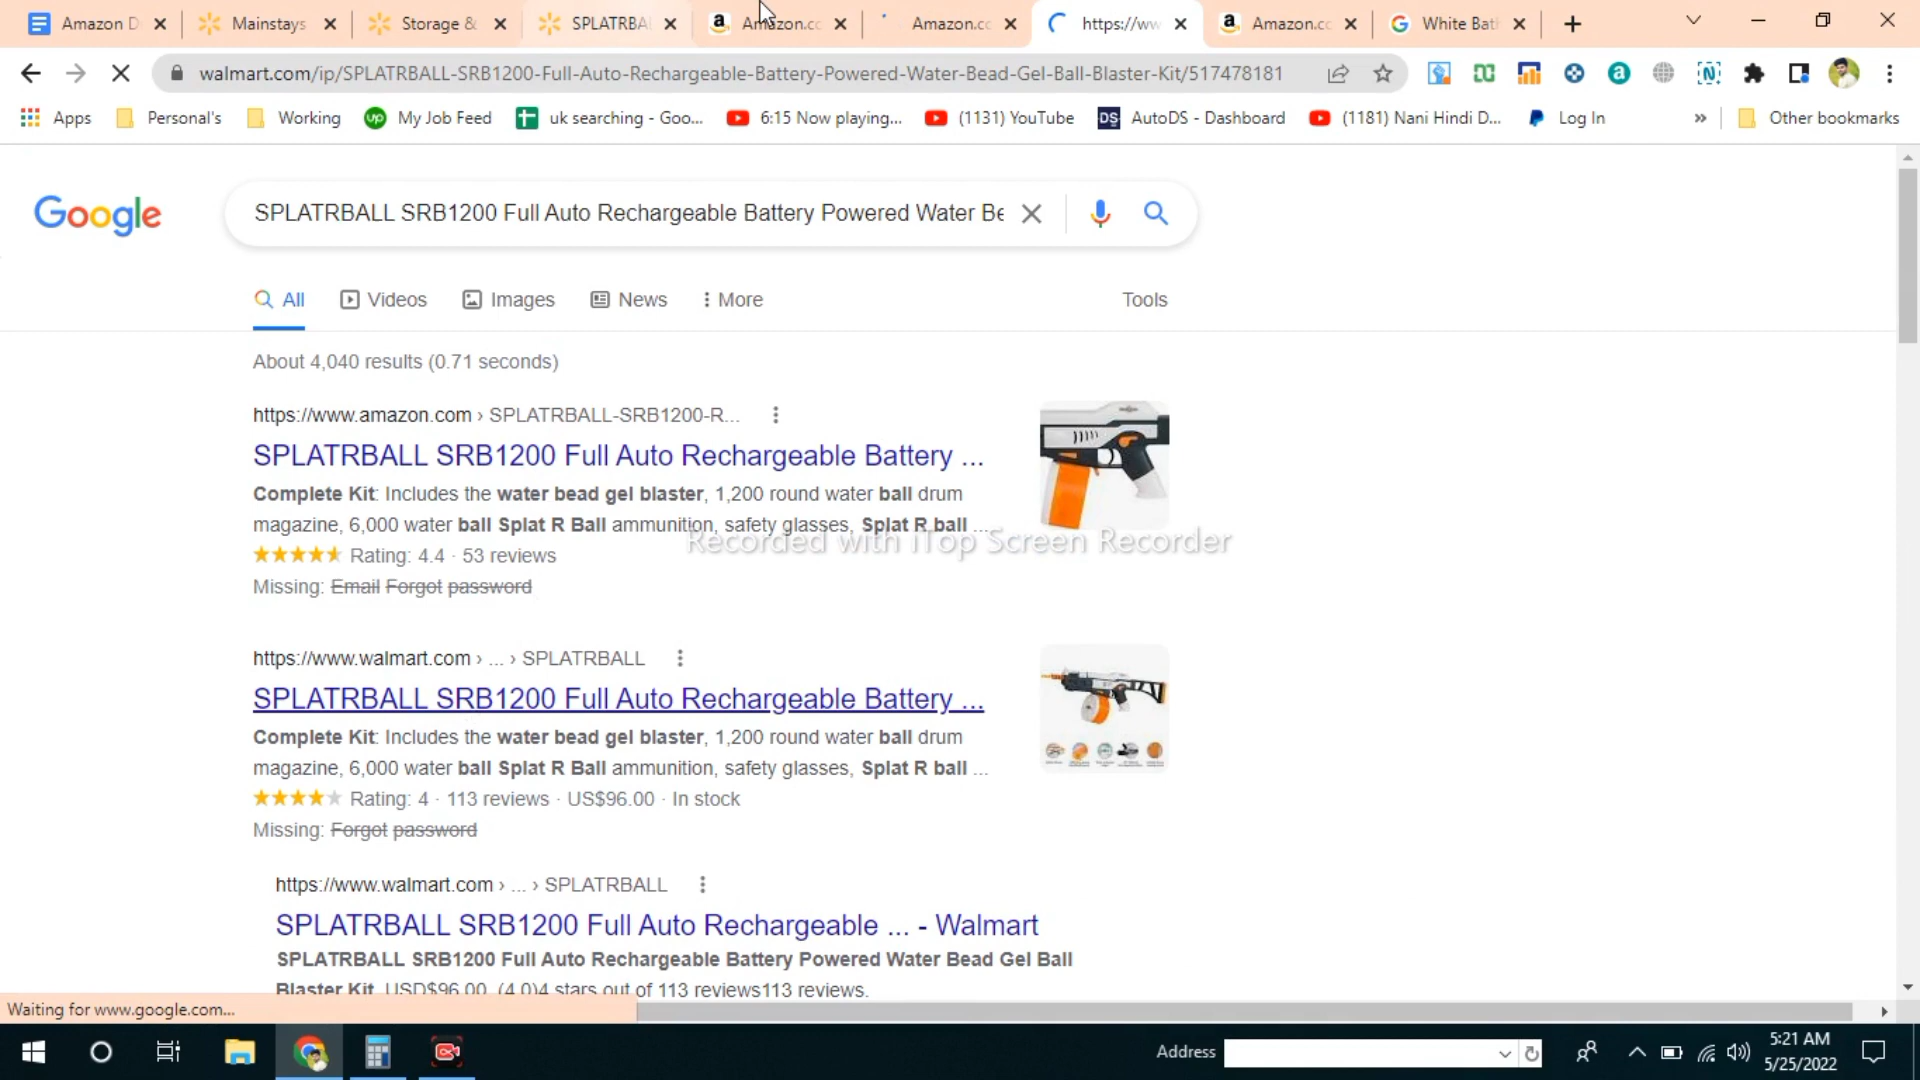 Amazon D
Mainstays
Storage &
SPLATRBA
Amazon.co
Amazon.co
https://ww
Amazon.co
White Bat
walmart.com/ip/SPLATRBALL-SRB1200-Full-Auto-Rechargeable-Battery-Powered-Water-Bead-Gel-Ball-Blaster-Kit/517478181
Apps Personal's Working My Job Feed uk searching - Goo... 6:15 Now playing... (1131) YouTube AutoDS - Dashboard (1181) Nani Hindi D... Log In » Other bookmarks
Google
SPLATRBALL SRB1200 Full Auto Rechargeable Battery Powered Water Be
All Videos Images News More Tools
About 4,040 results (0.71 seconds)
https://www.amazon.com › SPLATRBALL-SRB1200-R...
SPLATRBALL SRB1200 Full Auto Rechargeable Battery ...
Complete Kit: Includes the water bead gel blaster, 1,200 round water ball drum
magazine, 6,000 water ball Splat R Ball ammunition, safety glasses, Splat R ball ...
Recorded with iTop Screen Recorder
Rating: 4.4 · 53 reviews
Missing: Email Forgot password
https://www.walmart.com › ... › SPLATRBALL
SPLATRBALL SRB1200 Full Auto Rechargeable Battery ...
Complete Kit: Includes the water bead gel blaster, 1,200 round water ball drum
magazine, 6,000 water ball Splat R Ball ammunition, safety glasses, Splat R ball ...
Rating: 4 · 113 reviews · US$96.00 · In stock
Missing: Forgot password
https://www.walmart.com › ... › SPLATRBALL
SPLATRBALL SRB1200 Full Auto Rechargeable ... - Walmart
SPLATRBALL SRB1200 Full Auto Rechargeable Battery Powered Water Bead Gel Ball
Blaster Kit. USD$96.00. (4.0)4 stars out of 113 reviews113 reviews.
Waiting for www.google.com...
Address
5:21 AM
5/25/2022